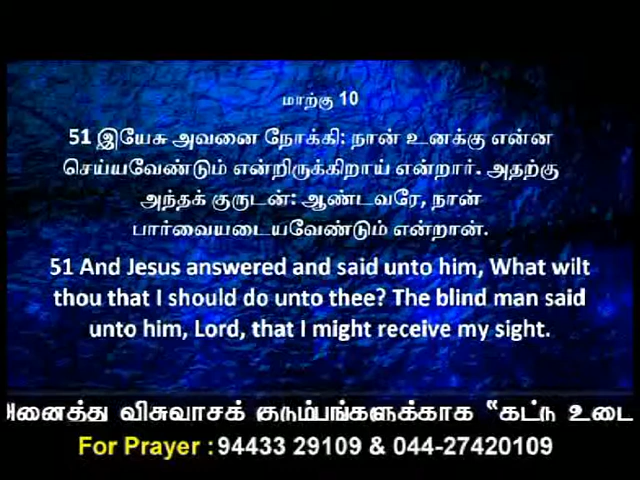 மாற்கு 10
51 இயேசு அவனை நோக்கி: நான் உனக்கு என்ன
செய்யவேண்டும் என்றிருக்கிறாய் என்றார். அதற்கு
அந்தக் குருடன்: ஆண்டவரே, நான்
பார்வையடையவேண்டும் என்றான்.
51 And Jesus answered and said unto him, What wilt
thou that I should do unto thee? The blind man said
unto him, Lord, that I might receive my sight.
விசுவாசக் குடும்பங்களுக்காக "கட்டு உடை
For Prayer : 94433 29109 & 044-27420109